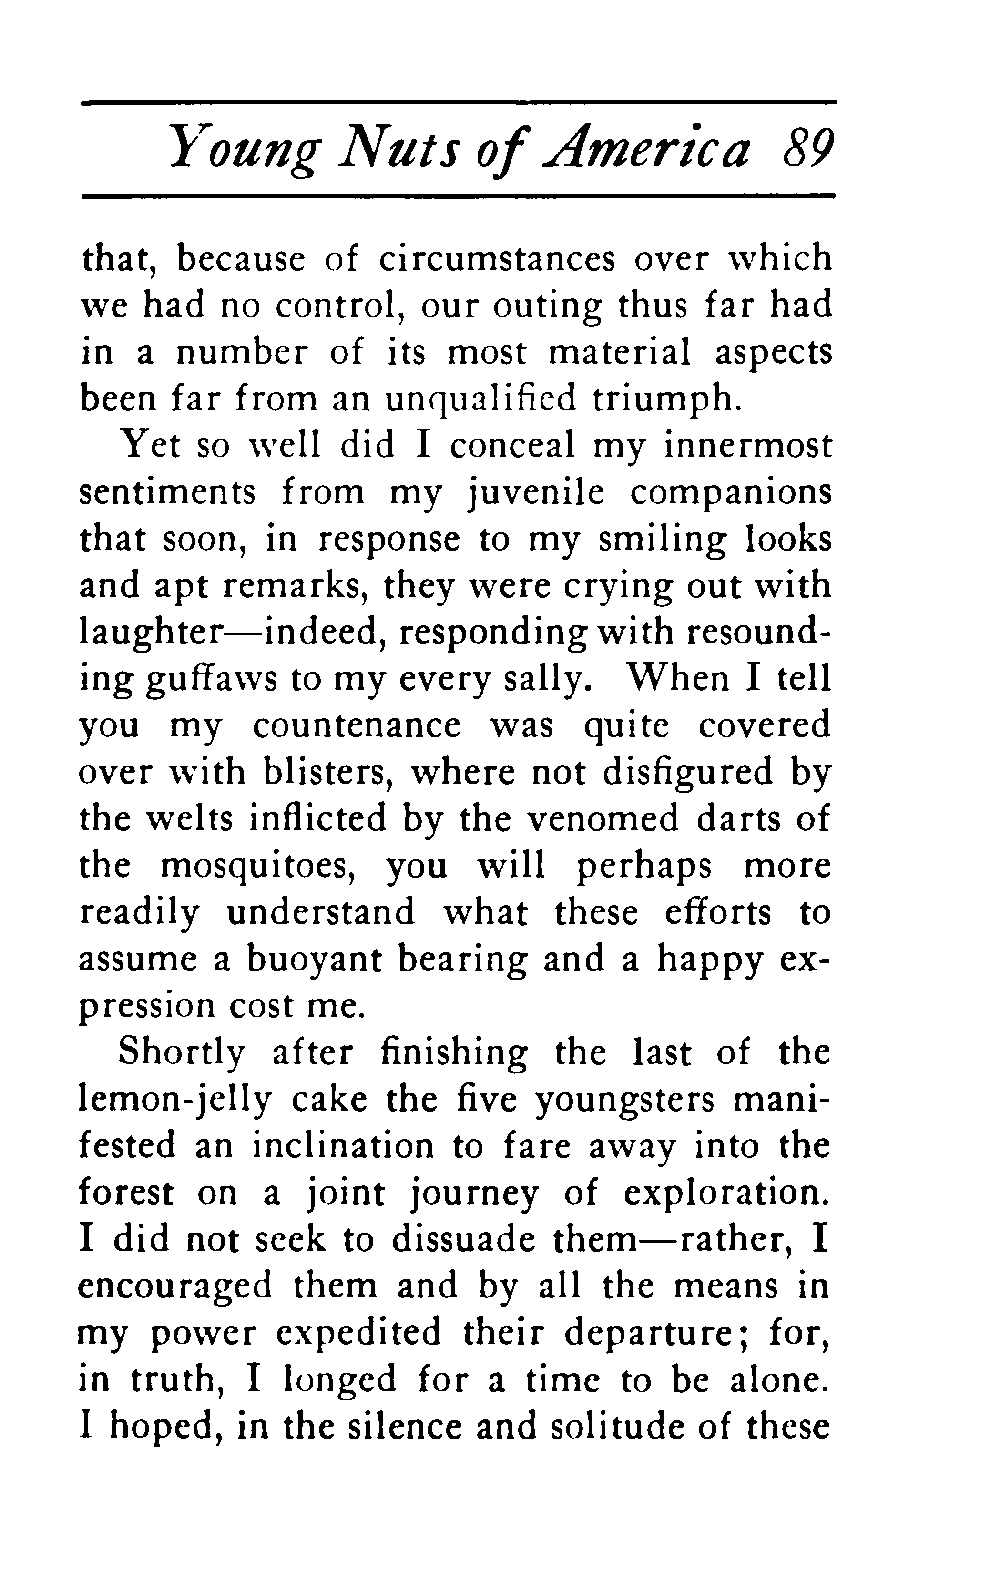 Young Nuts of America 89
that, because of circumstances over which
we had no control, our outing thus far had
in a number of its most material aspects
been far from an unqualified triumph.
Yet so well did I conceal my innermost
sentiments from my juvenile companions
that soon, in response to my smiling looks
and apt remarks, they were crying out with
laughter—indeed, responding with resound-
ing guffaws to my every sally. When I tell
you my countenance was quite covered
over with blisters, where not disfigured by
the welts inflicted by the venomed darts of
the mosquitoes, you will perhaps more
readily understand what these efforts to
assume a buoyant bearing and a happy ex-
pression cost me.
Shortly after finishing the last of the
lemon-jelly cake the five youngsters mani-
fested an inclination to fare away into the
forest on a joint journey of exploration.
I did not seek to dissuade them—rather, I
encouraged them and by all the means in
my power expedited their departure; for,
in truth, I longed for a time to be alone.
I hoped, in the silence and solitude of these